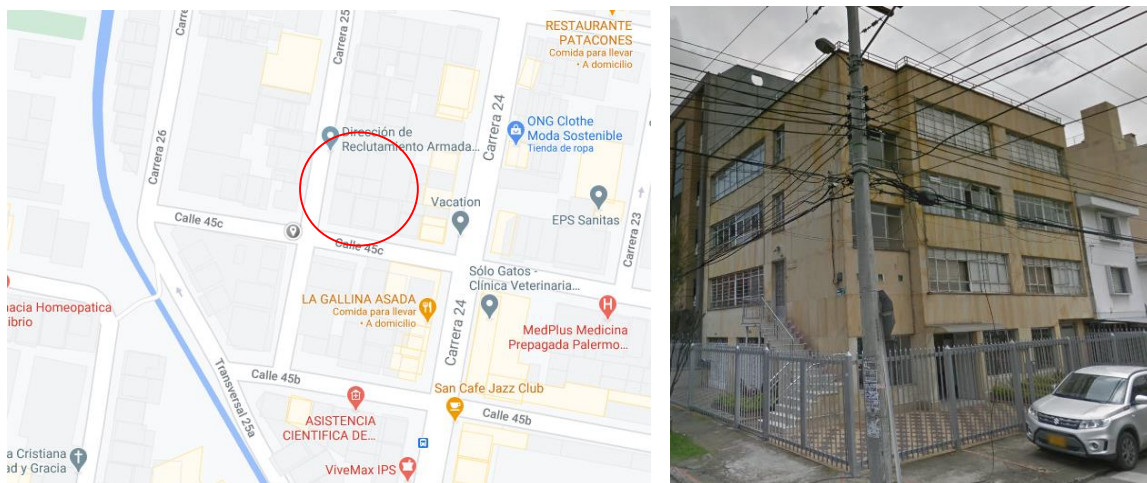 RESTAURANTE
PATACONES
Comida para llevar
• A domicilio
Carre
Carrera 25
Carrera 24
Dirección de
Reclutamiento Armada...
ONG Clothe
Moda Sostenible
Tienda de ropa
Carrera 26
Vacation
EPS Sanitas
Carrera 23
Calle 45c
Calle 45c
Sólo Gatos -
Clínica Veterinaria...
nacia Homeopatica
librio
LA GALLINA ASADA
Comida para llevar
• A domicilio
MedPlus Medicina
Prepagada Palermo...
Carrera 24
Transversal 25a
Calle 45b
San Cafe Jazz Club
Calle 45b
ASISTENCIA
CIENTIFICA DE...
a Cristiana
ad y Gracia
ViveMax IPS